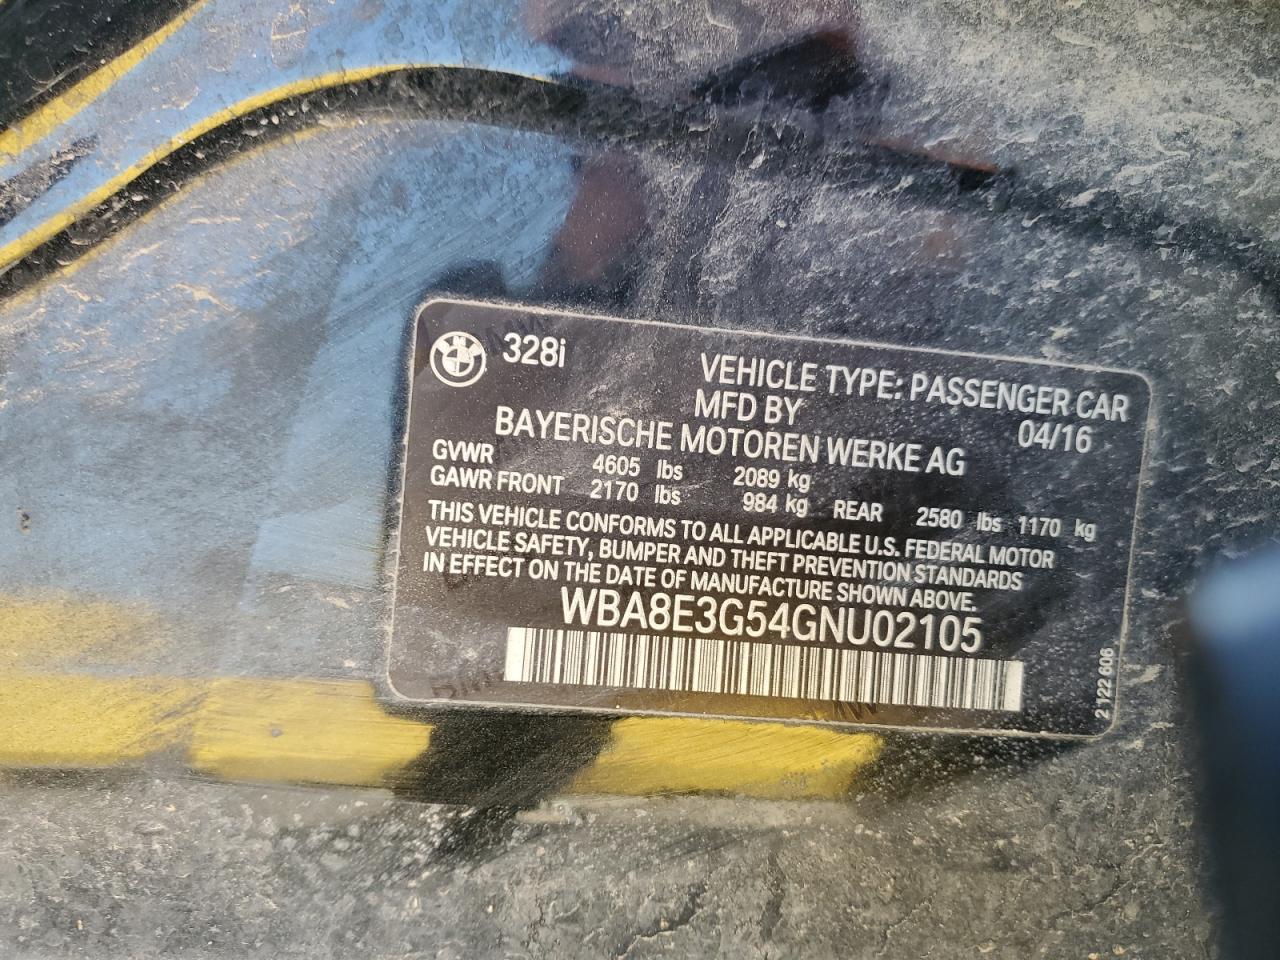 BMW 328i
VEHICLE TYPE: PASSENGER CAR
MFD BY 04/16
BAYERISCHE MOTOREN WERKE AG
GVWR 4605 lbs 2089 kg
GAWR FRONT 2170 lbs 984 kg REAR 2580 lbs 1170 kg
THIS VEHICLE CONFORMS TO ALL APPLICABLE U.S. FEDERAL MOTOR
VEHICLE SAFETY, BUMPER AND THEFT PREVENTION STANDARDS
IN EFFECT ON THE DATE OF MANUFACTURE SHOWN ABOVE.
WBA8E3G54GNU02105
2 122 606